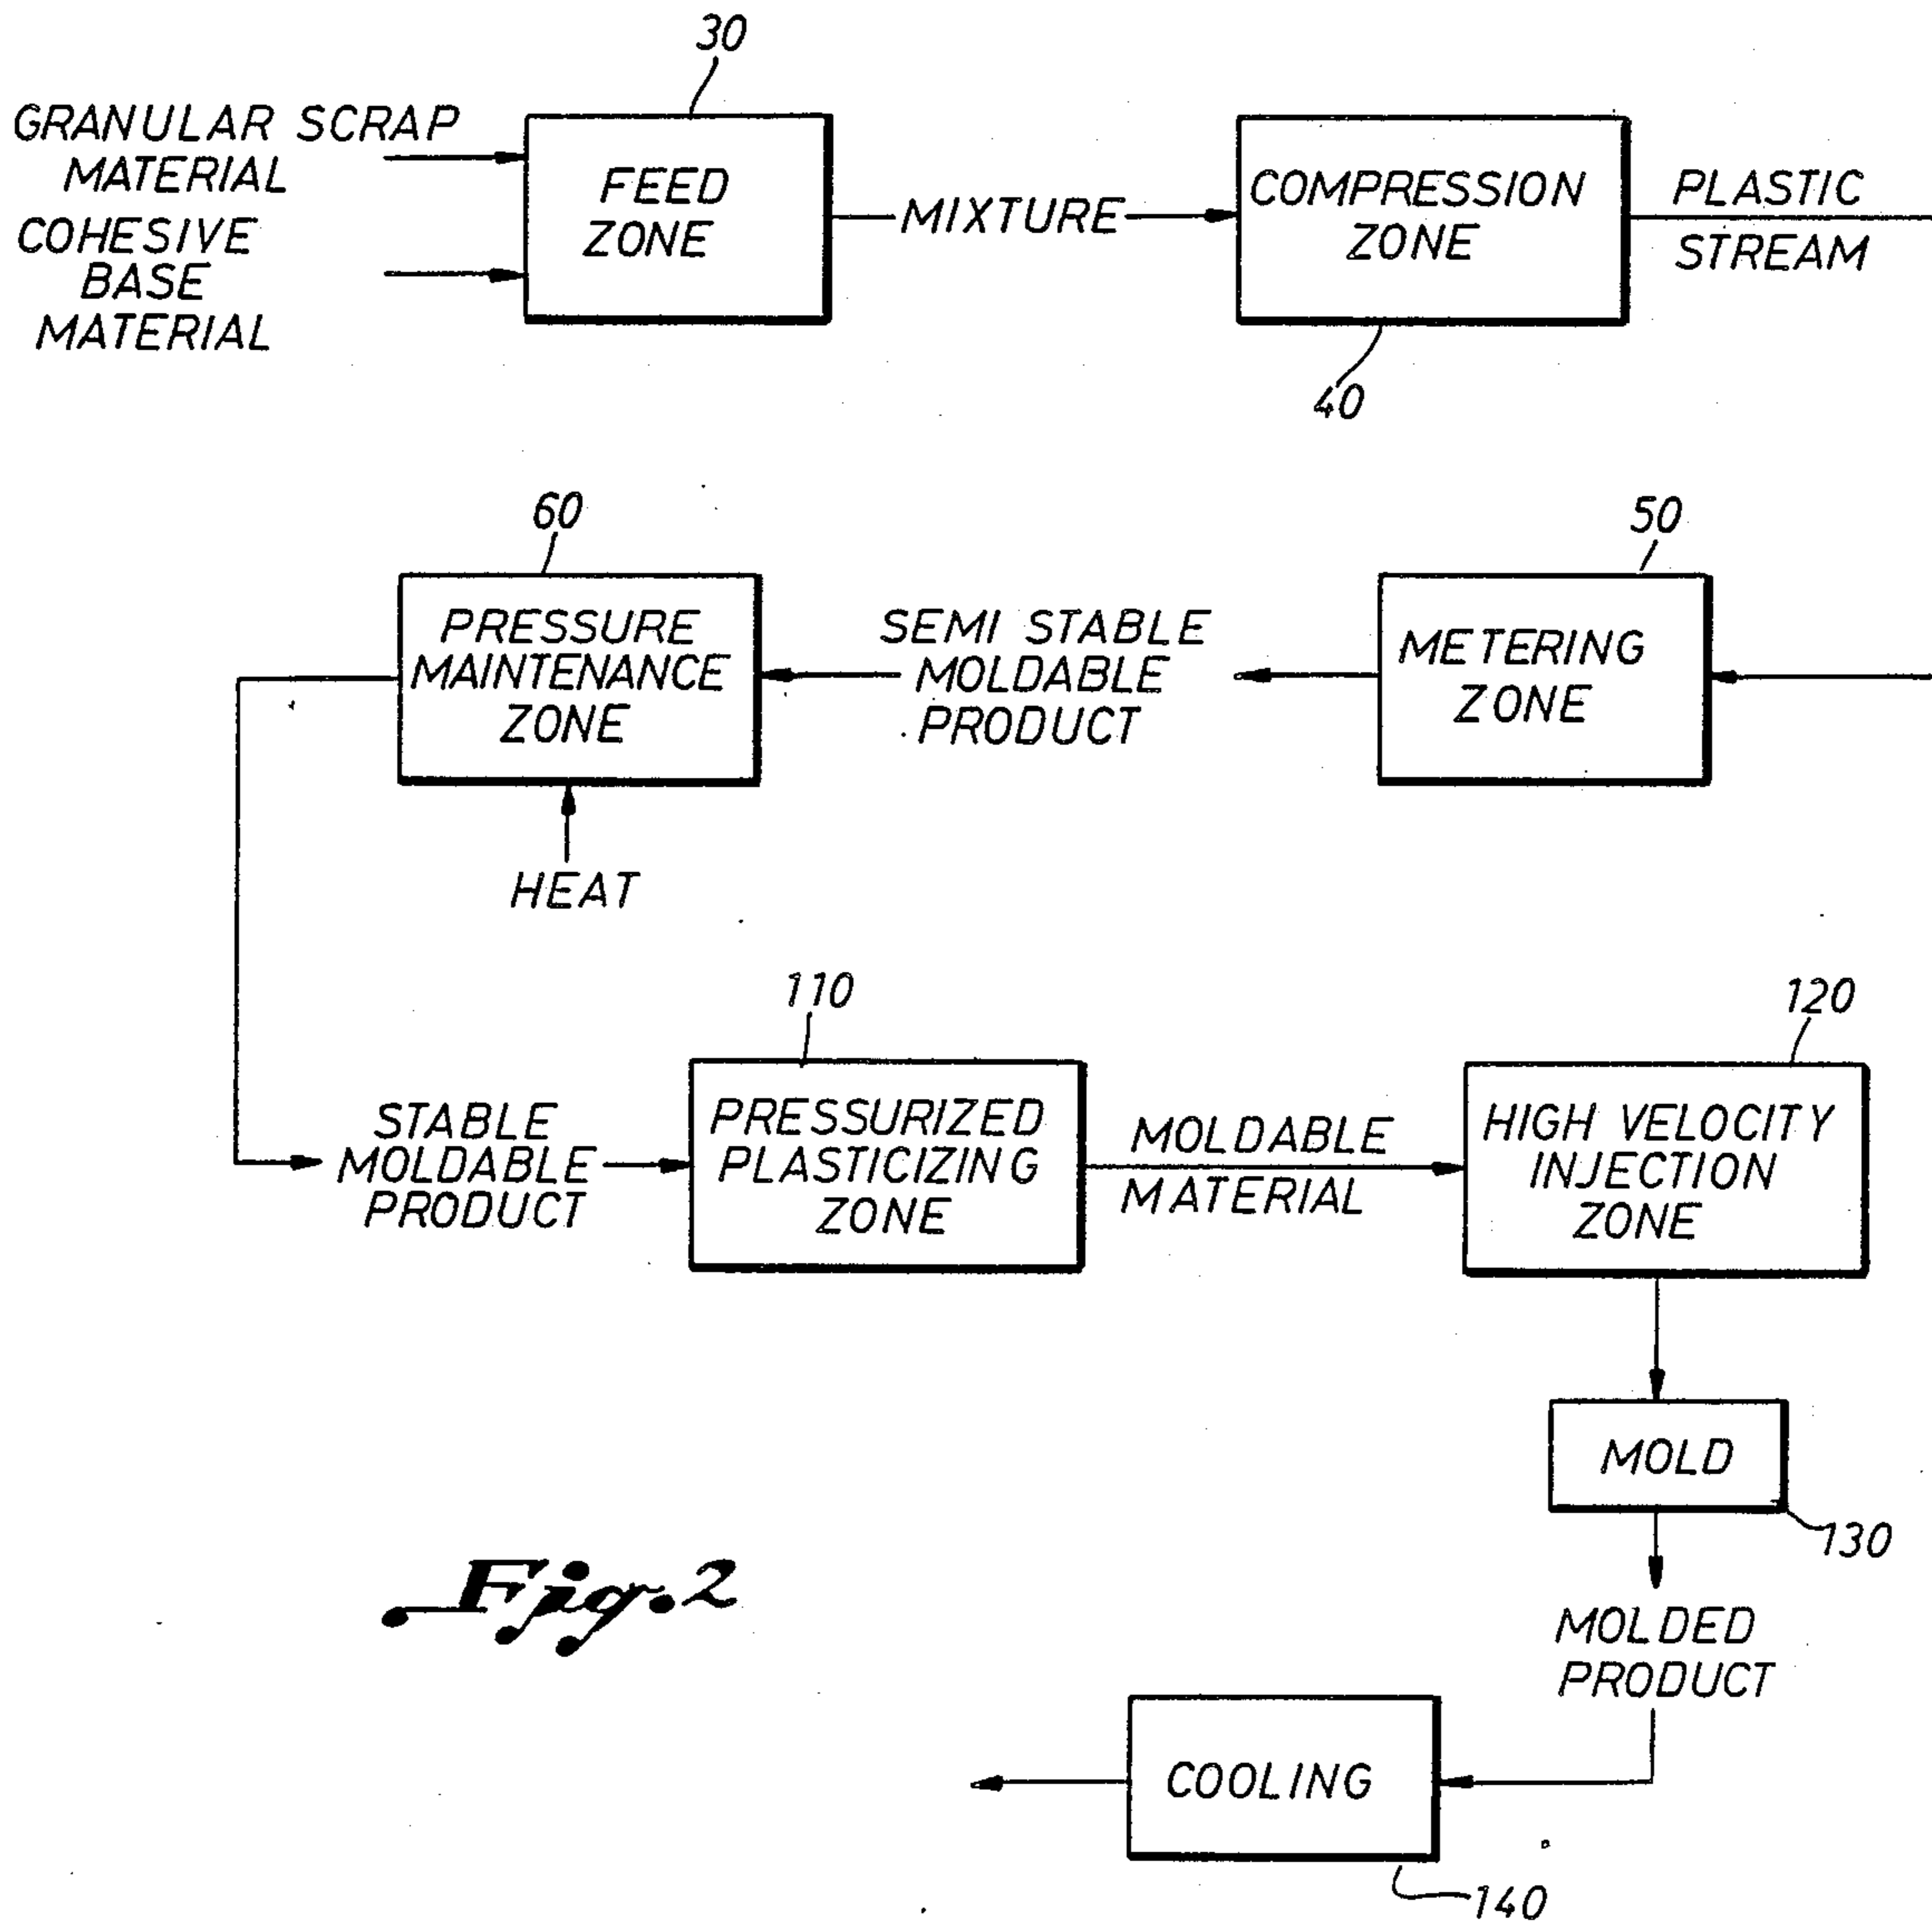 30
GRANULAR SCRAP
MATERIAL
COHESIVE
BASE
MATERIAL
FEED
ZONE
MIXTURE
COMPRESSION
ZONE
40
PLASTIC
STREAM
60
PRESSURE
MAINTENANCE
ZONE
HEAT
SEMI STABLE
MOLDABLE
PRODUCT
50
METERING
ZONE
STABLE
MOLDABLE
PRODUCT
110
PRESSURIZED
PLASTICIZING
ZONE
MOLDABLE
MATERIAL
120
HIGH VELOCITY
INJECTION
ZONE
MOLD
130
MOLDED
PRODUCT
COOLING
140
Fig. 2